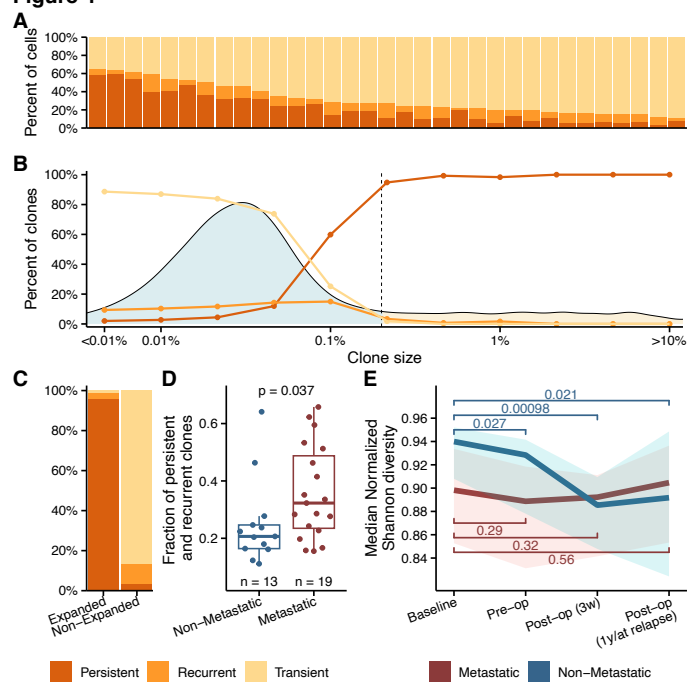 A
Percent of cells
100%
80%
60%
40%
20%
0%
B
Percent of clones
100%
80%
60%
40%
20%
0%
<0.01%
0.01%
0.1%
1%
>10%
Clone size
C
100%
80%
60%
40%
20%
0%
Expanded
Non−Expanded
D
Fraction of persistent
and recurrent clones
p = 0.037
0.6
0.4
0.2
n = 13
n = 19
Non−Metastatic
Metastatic
E
Median Normalized
Shannon diversity
0.96
0.94
0.92
0.90
0.88
0.86
0.84
0.021
0.00098
0.027
0.29
0.32
0.56
Baseline
Pre−op
Post−op (3w)
Post−op
(1y/at relapse)
Persistent
Recurrent
Transient
Metastatic
Non−Metastatic